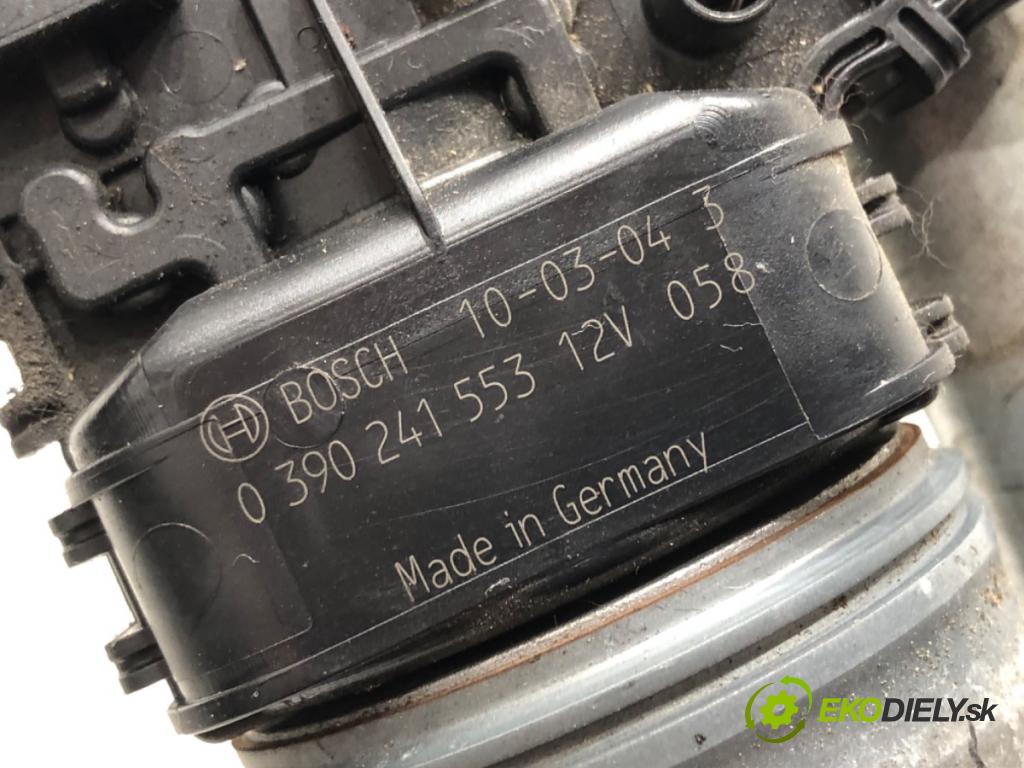 BOSCH 10-03-04 3
0 390 241 553 12V 058
Made in Germany
EKODIELY.sk